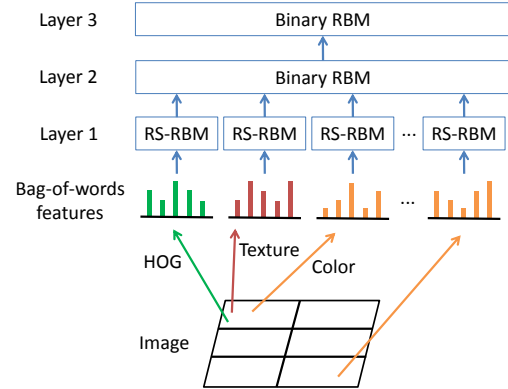 Layer 3
Binary RBM
Layer 2
Binary RBM
Layer 1
RS-RBM
RS-RBM
RS-RBM
...
RS-RBM
Bag-of-words
features
...
HOG
Texture
Color
Image